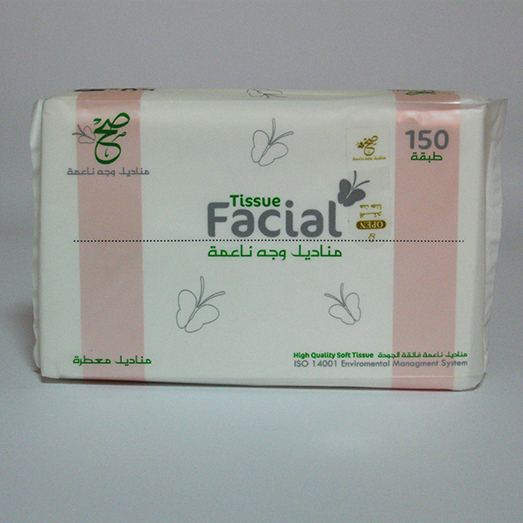 صح
مناديل وجه ناعمة
150
طبقة
صح
Tissue
Facial
OPEN
مناديل وجه ناعمة
مناديل معطرة
High Quality Soft Tissue مناديل ناعمة فائقة الجودة
ISO 14001 Enviromental Managment System